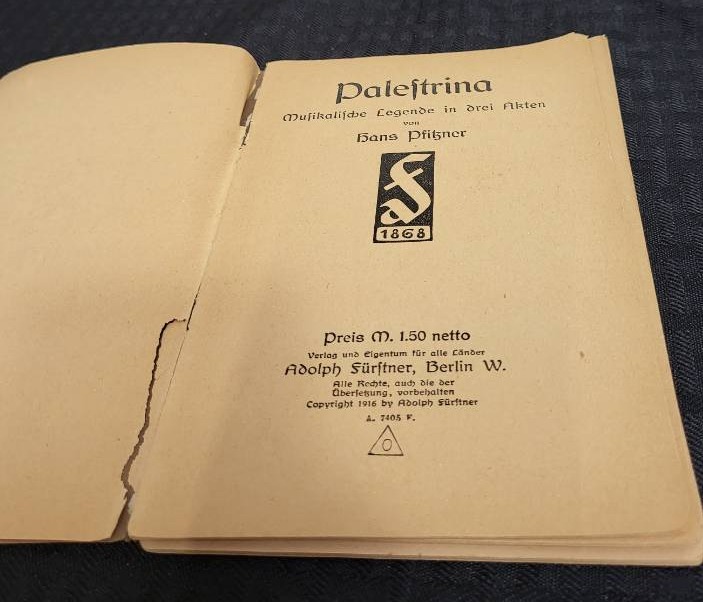 Paleſtrina
Muſikaliſche Legende in drei Akten
von
Hans Pfitzner
aF
1868
Preis M. 1.50 netto
Verlag und Eigentum für alle Länder
Adolph Fürſtner, Berlin W.
Alle Rechte, auch die der
Überſetzung, vorbehalten
Copyright 1916 by Adolph Fürſtner
A. 7405 F.
O